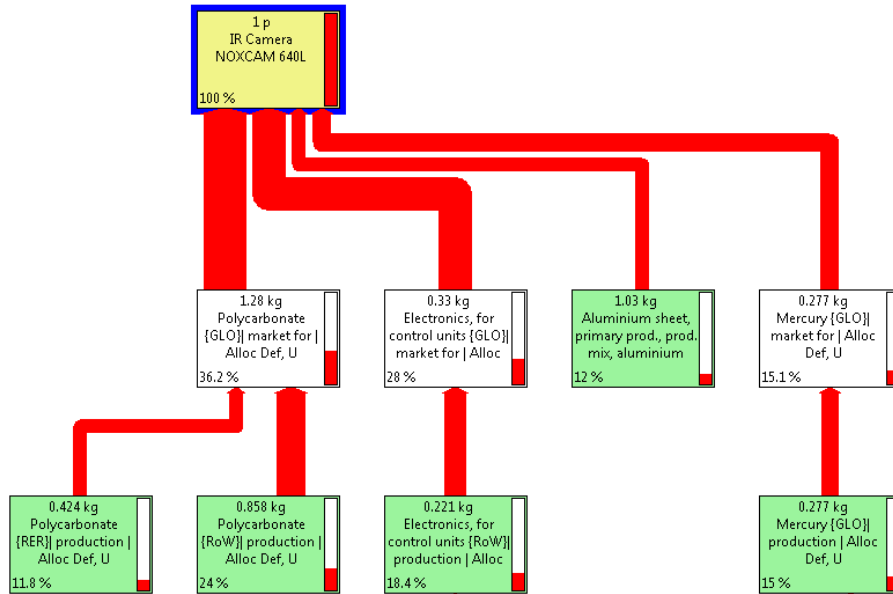 1 p
IR Camera
NOXCAM 640L
100 %
1.28 kg
Polycarbonate
{GLO}| market for |
Alloc Def, U
36.2 %
0.33 kg
Electronics, for
control units {GLO}|
market for | Alloc
28 %
1.03 kg
Aluminium sheet,
primary prod., prod.
mix, aluminium
12 %
0.277 kg
Mercury {GLO}|
market for | Alloc
Def, U
15.1 %
0.424 kg
Polycarbonate
{RER}| production |
Alloc Def, U
11.8 %
0.858 kg
Polycarbonate
{RoW}| production |
Alloc Def, U
24 %
0.221 kg
Electronics, for
control units {RoW}|
production | Alloc
18.4 %
0.277 kg
Mercury {GLO}|
production | Alloc
Def, U
15 %